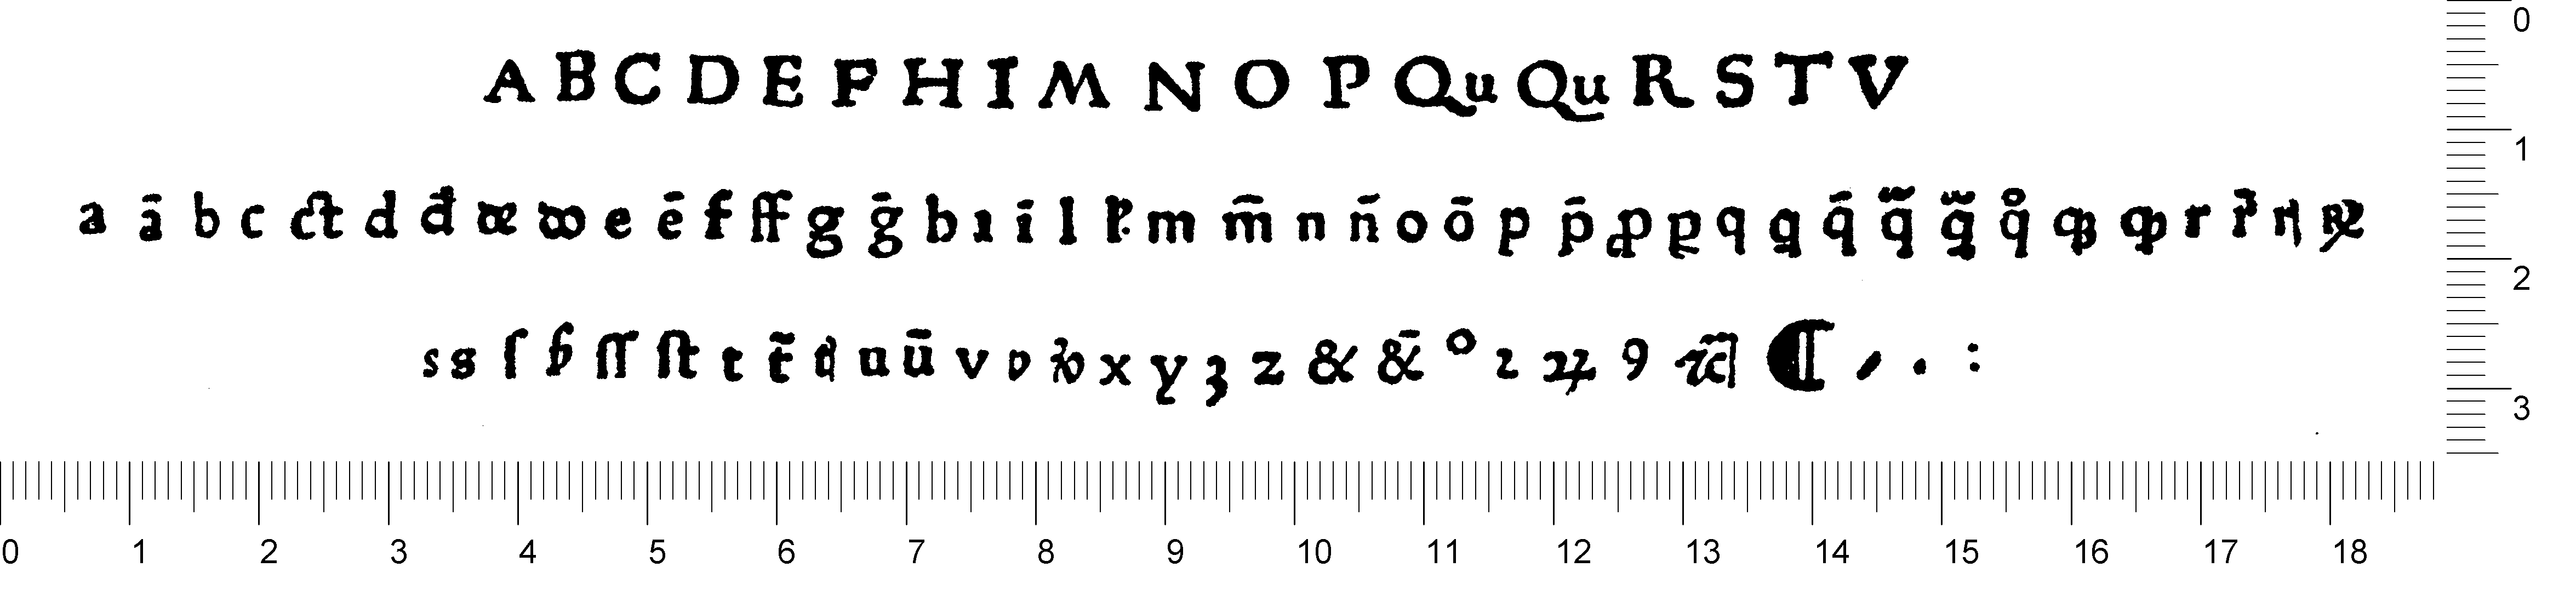 A B C D E F H I M N O P Qu Qu R S T V
a ā b c ct d đ æ ꝏ e ē f ff g ḡ h ı ī l m m̄ n n̄ o ō p p̄ ꝓ q q q̄ q̊ r
s s ſ ſſ ſt t t̄ u ū v x y ʒ z & &̄ ° 2 9 ¶ . :
0
1
2
3
0 1 2 3 4 5 6 7 8 9 10 11 12 13 14 15 16 17 18